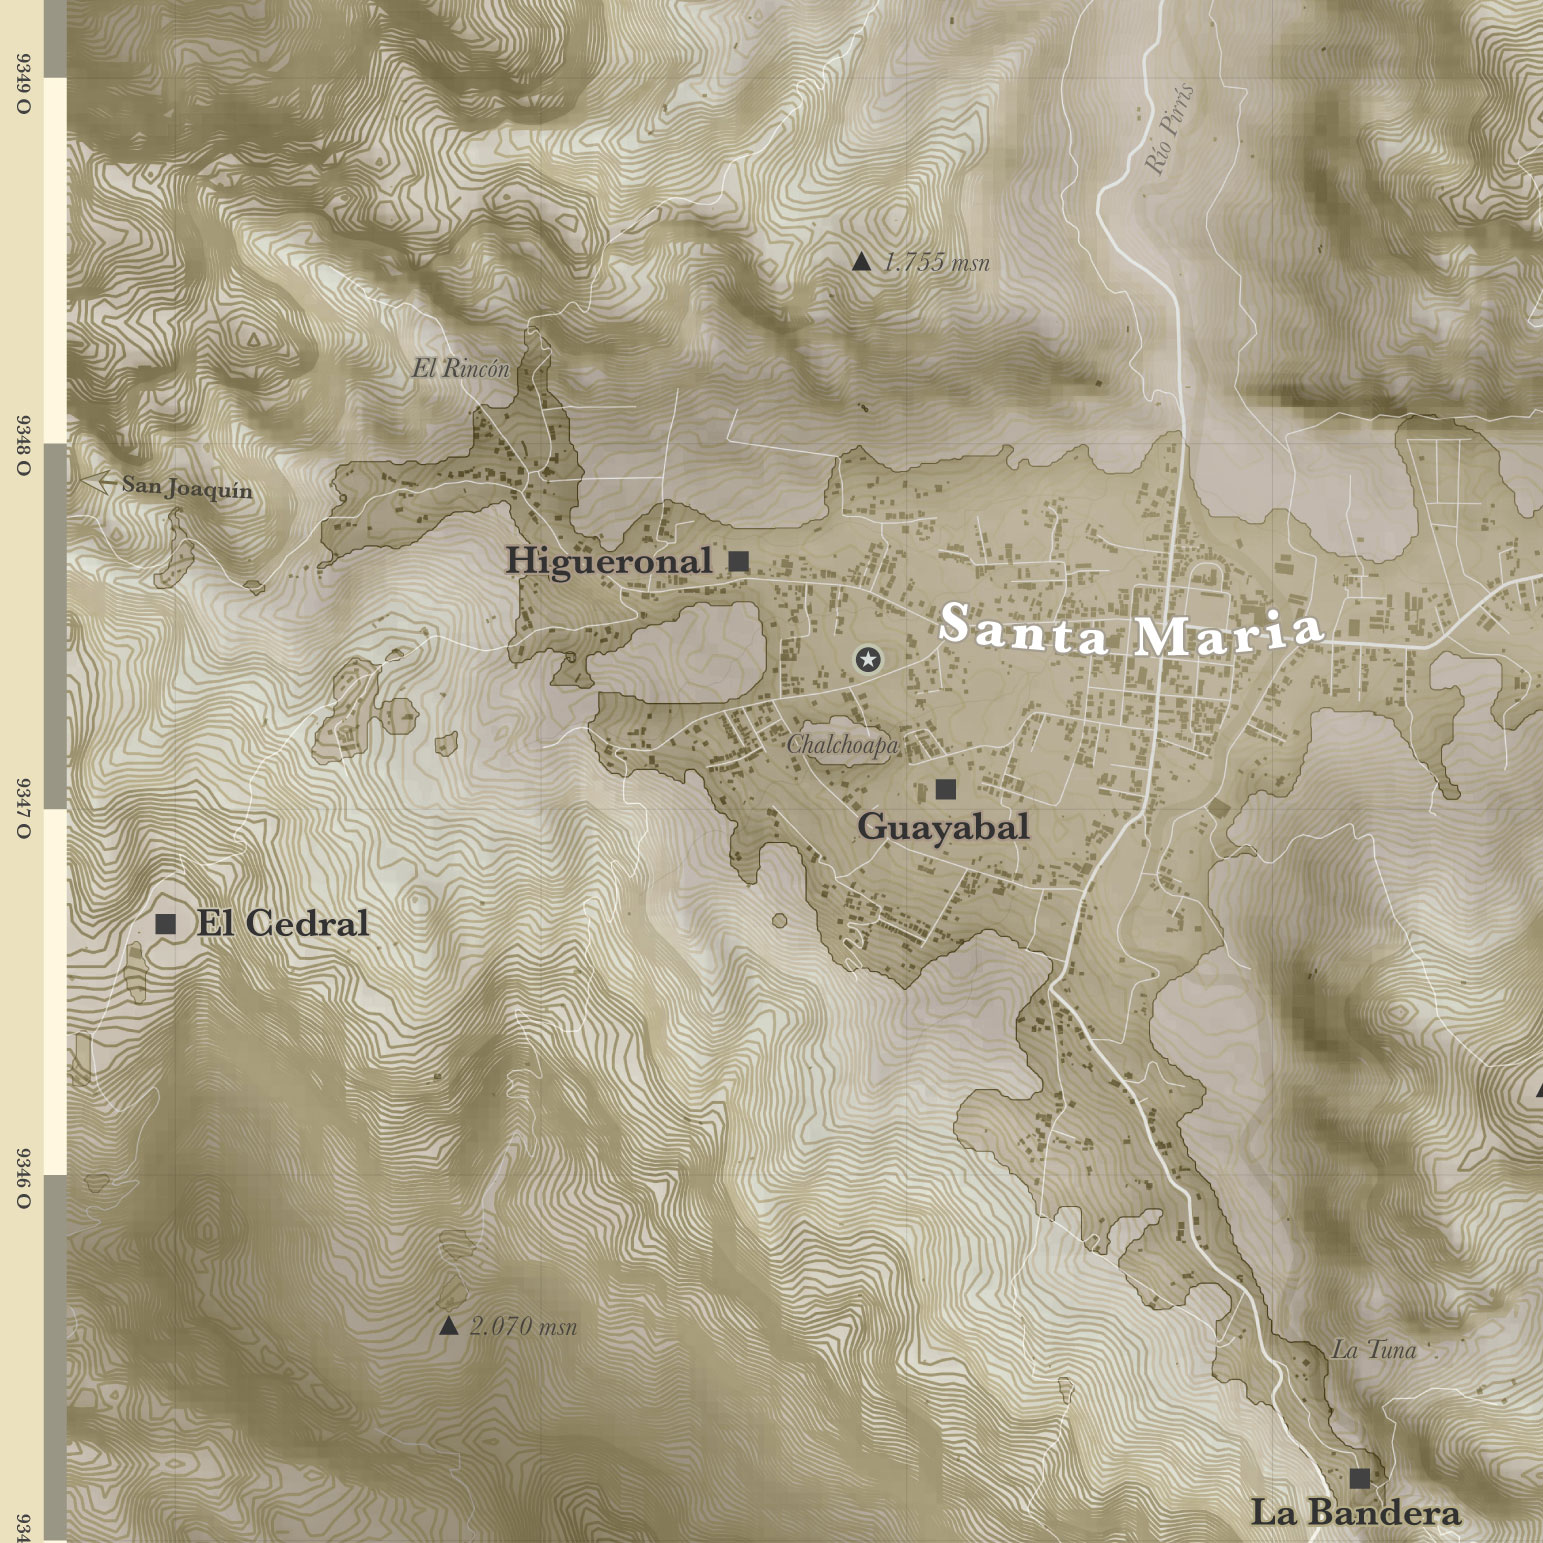 9349 O
Río Pirrís
1.755 msn
El Rincón
9348 O
San Joaquín
Higueronal
Santa Maria
Chalchoapa
9347 O
Guayabal
El Cedral
9346 O
2.070 msn
La Tuna
La Bandera
934